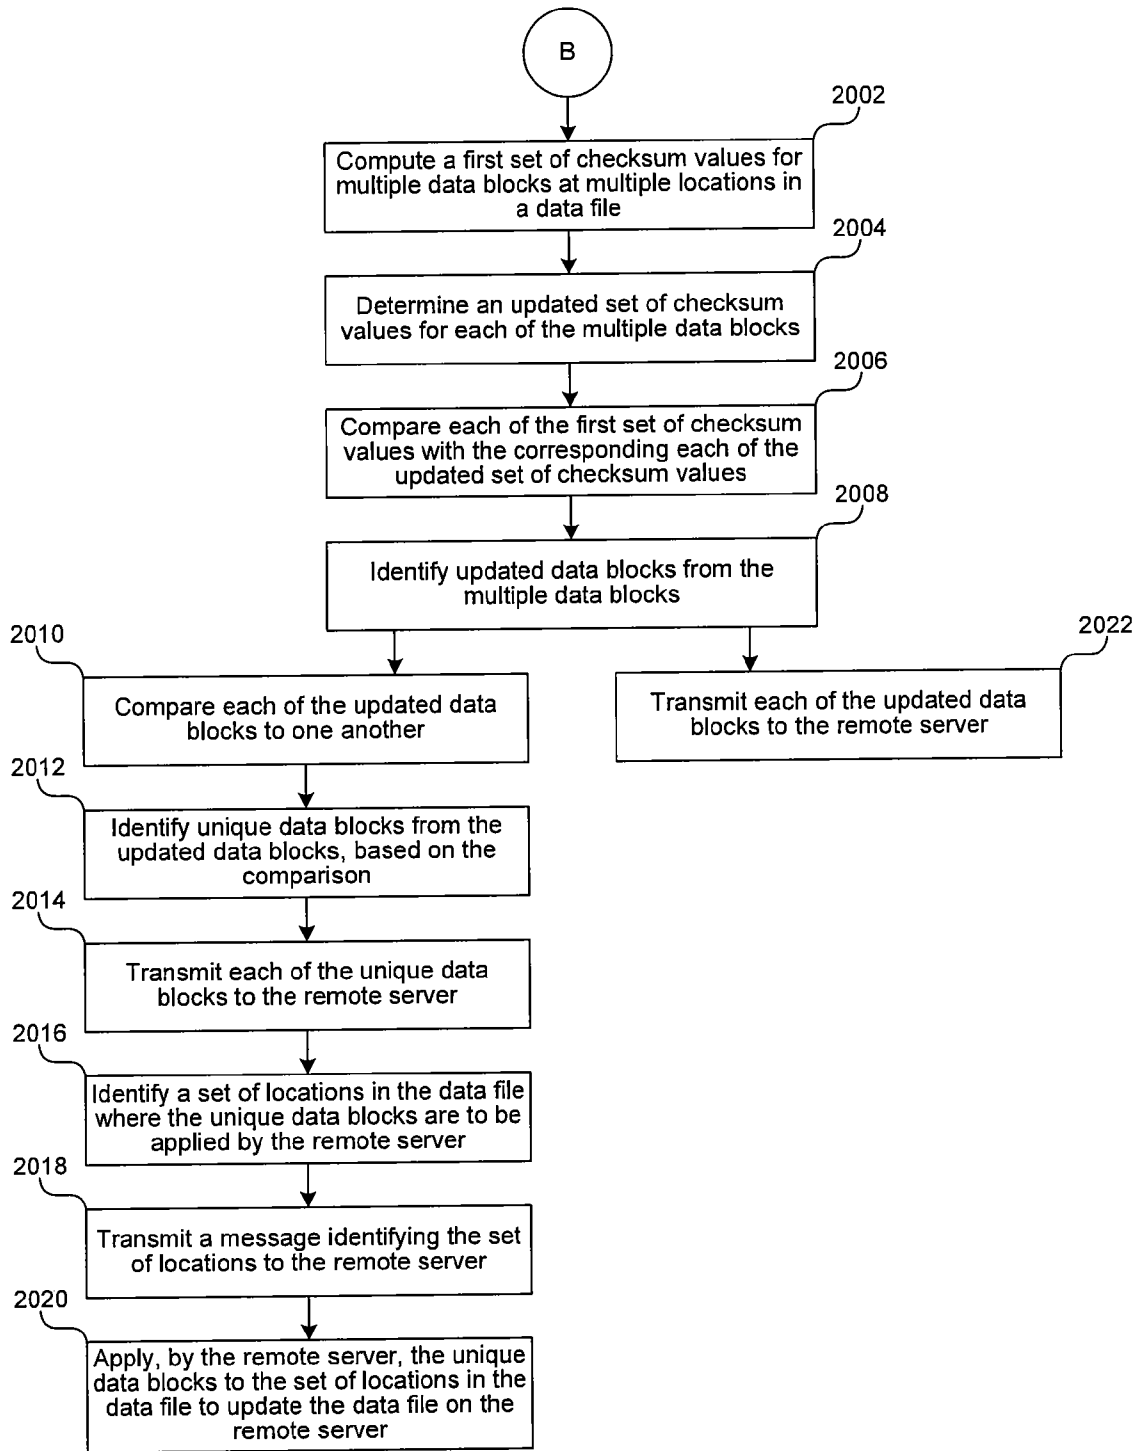 B
2002
Compute a first set of checksum values for
multiple data blocks at multiple locations in
a data file
2004
Determine an updated set of checksum
values for each of the multiple data blocks
2006
Compare each of the first set of checksum
values with the corresponding each of the
updated set of checksum values
2008
Identify updated data blocks from the
multiple data blocks
2010
Compare each of the updated data
blocks to one another
2022
Transmit each of the updated data
blocks to the remote server
2012
Identify unique data blocks from the
updated data blocks, based on the
comparison
2014
Transmit each of the unique data
blocks to the remote server
2016
Identify a set of locations in the data file
where the unique data blocks are to be
applied by the remote server
2018
Transmit a message identifying the set
of locations to the remote server
2020
Apply, by the remote server, the unique
data blocks to the set of locations in the
data file to update the data file on the
remote server